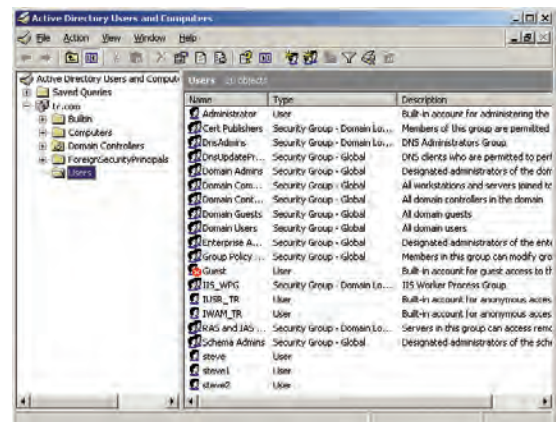 Active Directory Users and Computers
File Action View Window Help
Active Directory Users and Comput
Saved Queries
tr.com
Builtin
Computers
Domain Controllers
ForeignSecurityPrincipals
Users
Users 20 objects
Name Type Description
Administrator User Built-in account for administering the
Cert Publishers Security Group - Domain Lo... Members of this group are permitted
DnsAdmins Security Group - Domain Lo... DNS Administrators Group
DnsUpdatePr... Security Group - Global DNS clients who are permitted to perf
Domain Admins Security Group - Global Designated administrators of the dom
Domain Com... Security Group - Global All workstations and servers joined to
Domain Cont... Security Group - Global All domain controllers in the domain
Domain Guests Security Group - Global All domain guests
Domain Users Security Group - Global All domain users
Enterprise A... Security Group - Global Designated administrators of the ente
Group Policy ... Security Group - Global Members in this group can modify gro
Guest User Built-in account for guest access to th
IIS_WPG Security Group - Domain Lo... IIS Worker Process Group
IUSR_TR User Built-in account for anonymous acces
IWAM_TR User Built-in account for anonymous acces
RAS and IAS ... Security Group - Domain Lo... Servers in this group can access remo
Schema Admins Security Group - Global Designated administrators of the sche
steve User
steve1 User
steve2 User